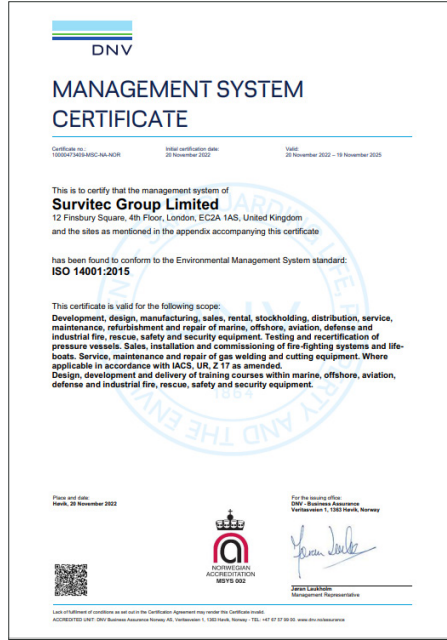 DNV
MANAGEMENT SYSTEM
CERTIFICATE
Certificate no.:
10000473409-MSC-NA-NOR
Initial certification date:
20 November 2022
Valid:
20 November 2022 – 19 November 2025
This is to certify that the management system of
Survitec Group Limited
12 Finsbury Square, 4th Floor, London, EC2A 1AS, United Kingdom
and the sites as mentioned in the appendix accompanying this certificate
has been found to conform to the Environmental Management System standard:
ISO 14001:2015
This certificate is valid for the following scope:
Development, design, manufacturing, sales, rental, stockholding, distribution, service,
maintenance, refurbishment and repair of marine, offshore, aviation, defense and
industrial fire, rescue, safety and security equipment. Testing and recertification of
pressure vessels. Sales, installation and commissioning of fire-fighting systems and life-
boats. Service, maintenance and repair of gas welding and cutting equipment. Where
applicable in accordance with IACS, UR, Z 17 as amended.
Design, development and delivery of training courses within marine, offshore, aviation,
defense and industrial fire, rescue, safety and security equipment.
Place and date:
Høvik, 20 November 2022
For the issuing office:
DNV - Business Assurance
Veritasveien 1, 1363 Høvik, Norway
NORWEGIAN
ACCREDITATION
MSYS 002
Jøran Laukholm
Management Representative
Lack of fulfilment of conditions as set out in the Certification Agreement may render this Certificate invalid.
ACCREDITED UNIT: DNV Business Assurance Norway AS, Veritasveien 1, 1363 Høvik, Norway - TEL: +47 67 57 99 00. www.dnv.no/assurance